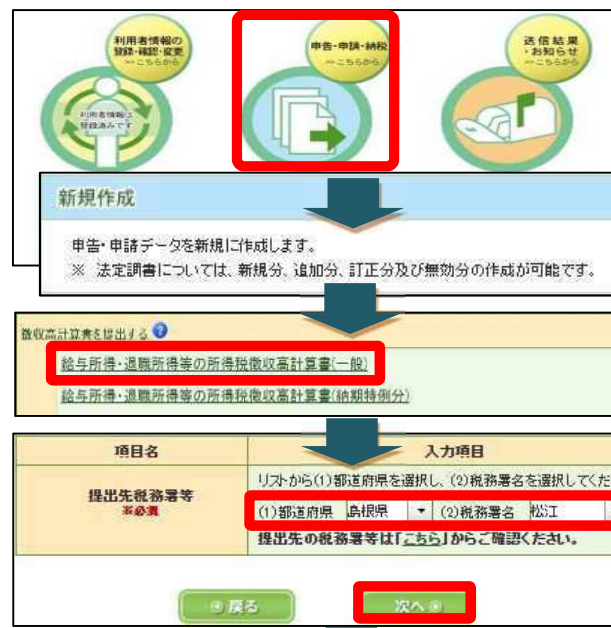 利用者情報の
登録・確認・変更
>>こちらから
利用者情報は
登録済みです
申告・申請・納税
>>こちらから
送信結果
・お知らせ
>>こちらから
新規作成
申告・申請データを新規に作成します。
※ 法定調書については、新規分、追加分、訂正分及び無効分の作成が可能です。
徴収高計算書を提出する
給与所得・退職所得等の所得税徴収高計算書(一般)
給与所得・退職所得等の所得税徴収高計算書(納期特例分)
項目名
入力項目
提出先税務署等
※必須
リストから(1)都道府県を選択し、(2)税務署名を選択してくだ
(1)都道府県 島根県 (2)税務署名 松江
提出先の税務署等は「こちら」からご確認ください。
戻る
次へ